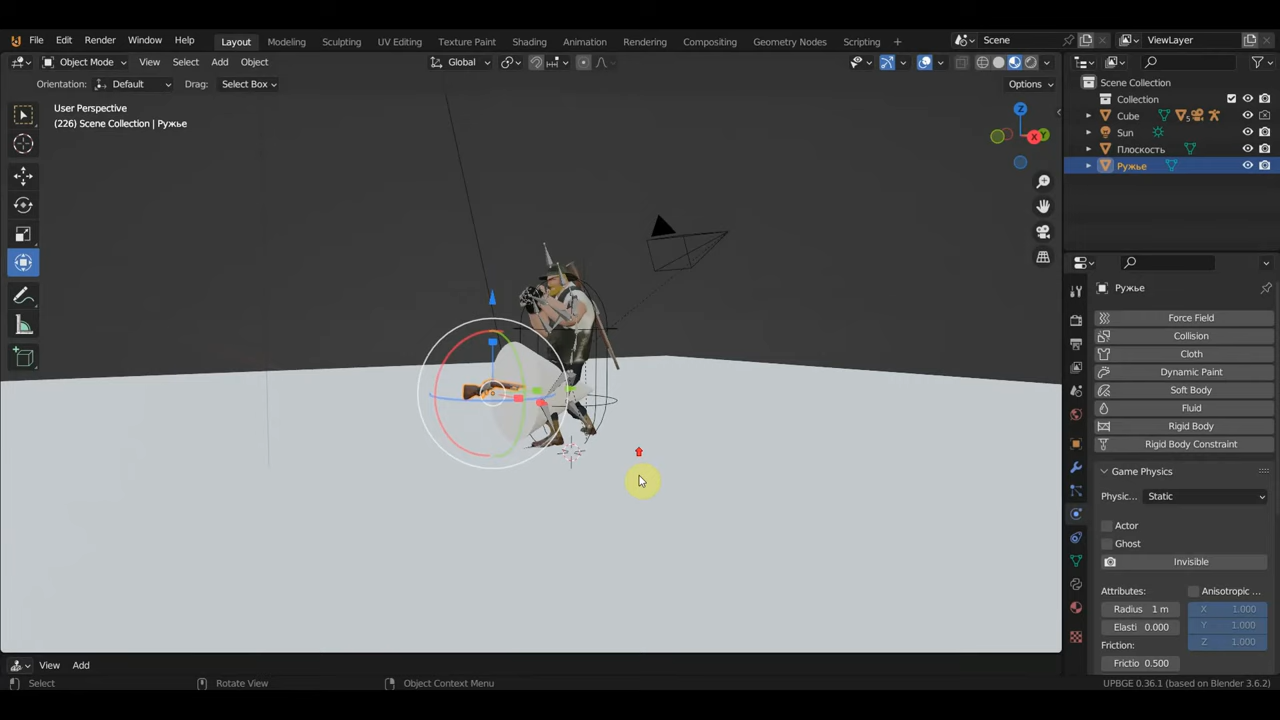 File Edit Render Window Help Layout Modeling Sculpting UV Editing Texture Paint Shading Animation Rendering Compositing Geometry Nodes Scripting + Scene ViewLayer
Object Mode View Select Add Object Global
Orientation: Default Drag: Select Box Options
User Perspective
(226) Scene Collection | Ружье
Z
X
Y
Scene Collection
Collection
Cube 5
Sun
Плоскость
Ружье
Ружье
Force Field
Collision
Cloth
Dynamic Paint
Soft Body
Fluid
Rigid Body
Rigid Body Constraint
Game Physics
Physic... Static
Actor
Ghost
Invisible
Attributes: Anisotropic ...
Radius 1 m X 1.000
Elasti 0.000 Y 1.000
Friction: Z 1.000
Frictio 0.500
View Add
Select Rotate View Object Context Menu UPBGE 0.36.1 (based on Blender 3.6.2)